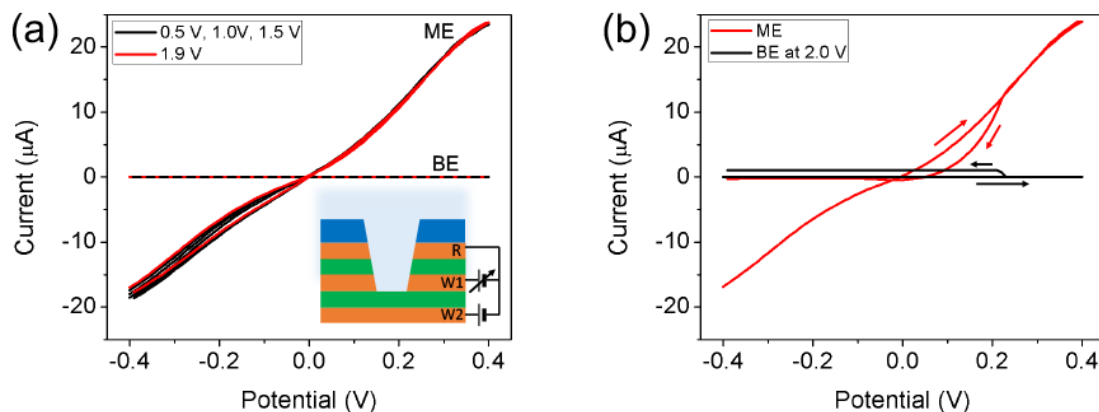 (a)
0.5 V, 1.0V, 1.5 V
1.9 V
ME
BE
R
W1
W2
20
10
0
-10
-20
Current (µA)
-0.4
-0.2
0.0
0.2
0.4
Potential (V)
(b)
ME
BE at 2.0 V
20
10
0
-10
-20
Current (µA)
-0.4
-0.2
0.0
0.2
0.4
Potential (V)